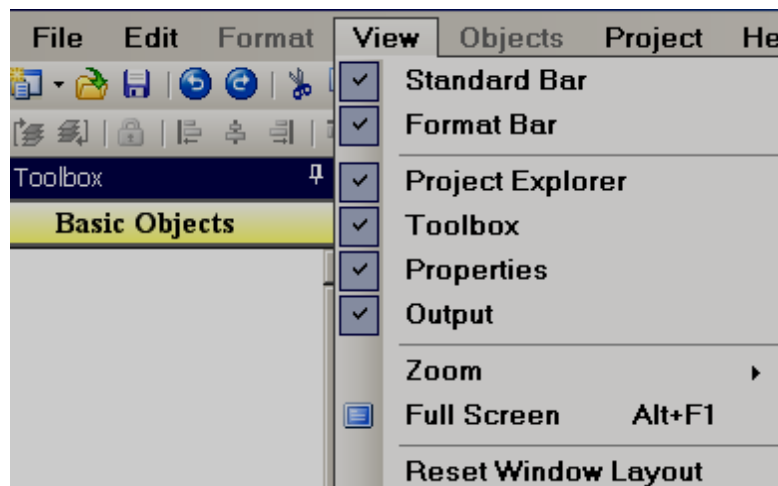 File Edit Format View Objects Project He
Standard Bar
Format Bar
Toolbox
Project Explorer
Basic Objects
Toolbox
Properties
Output
Zoom
Full Screen Alt+F1
Reset Window Layout